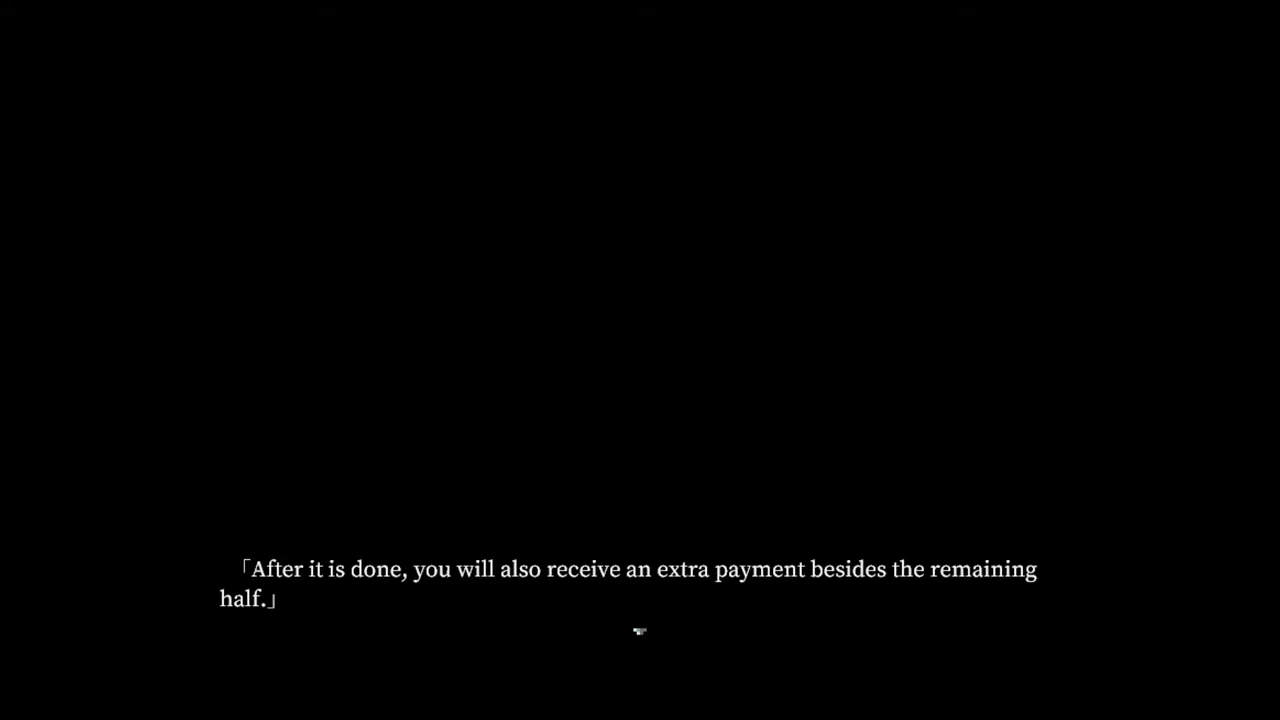 「After it is done, you will also receive an extra payment besides the remaining
half.」